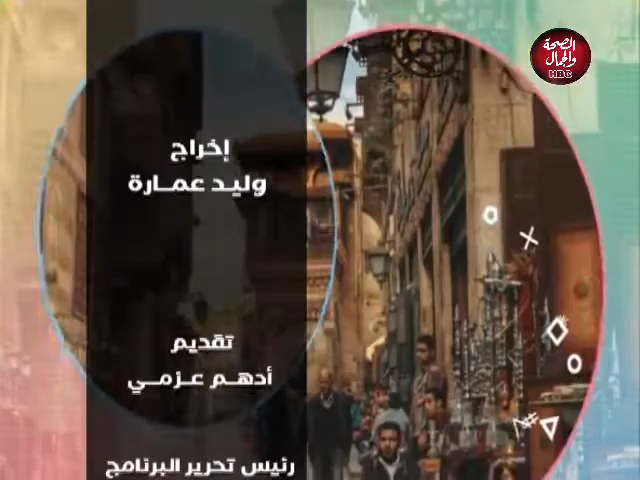 الصحة
والجمال
HBC
إخراج
وليد عمارة
تقديم
أدهم عزمي
رئيس تحرير البرنامج